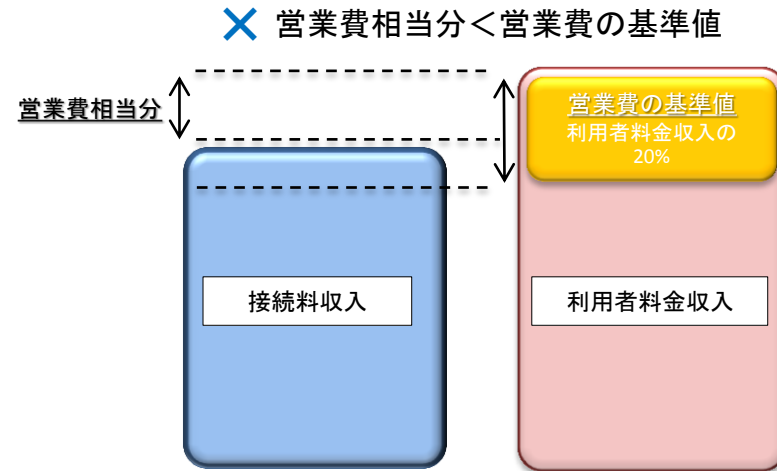 × 営業費相当分＜営業費の基準値
営業費相当分
営業費の基準値
利用者料金収入の
20%
接続料収入
利用者料金収入